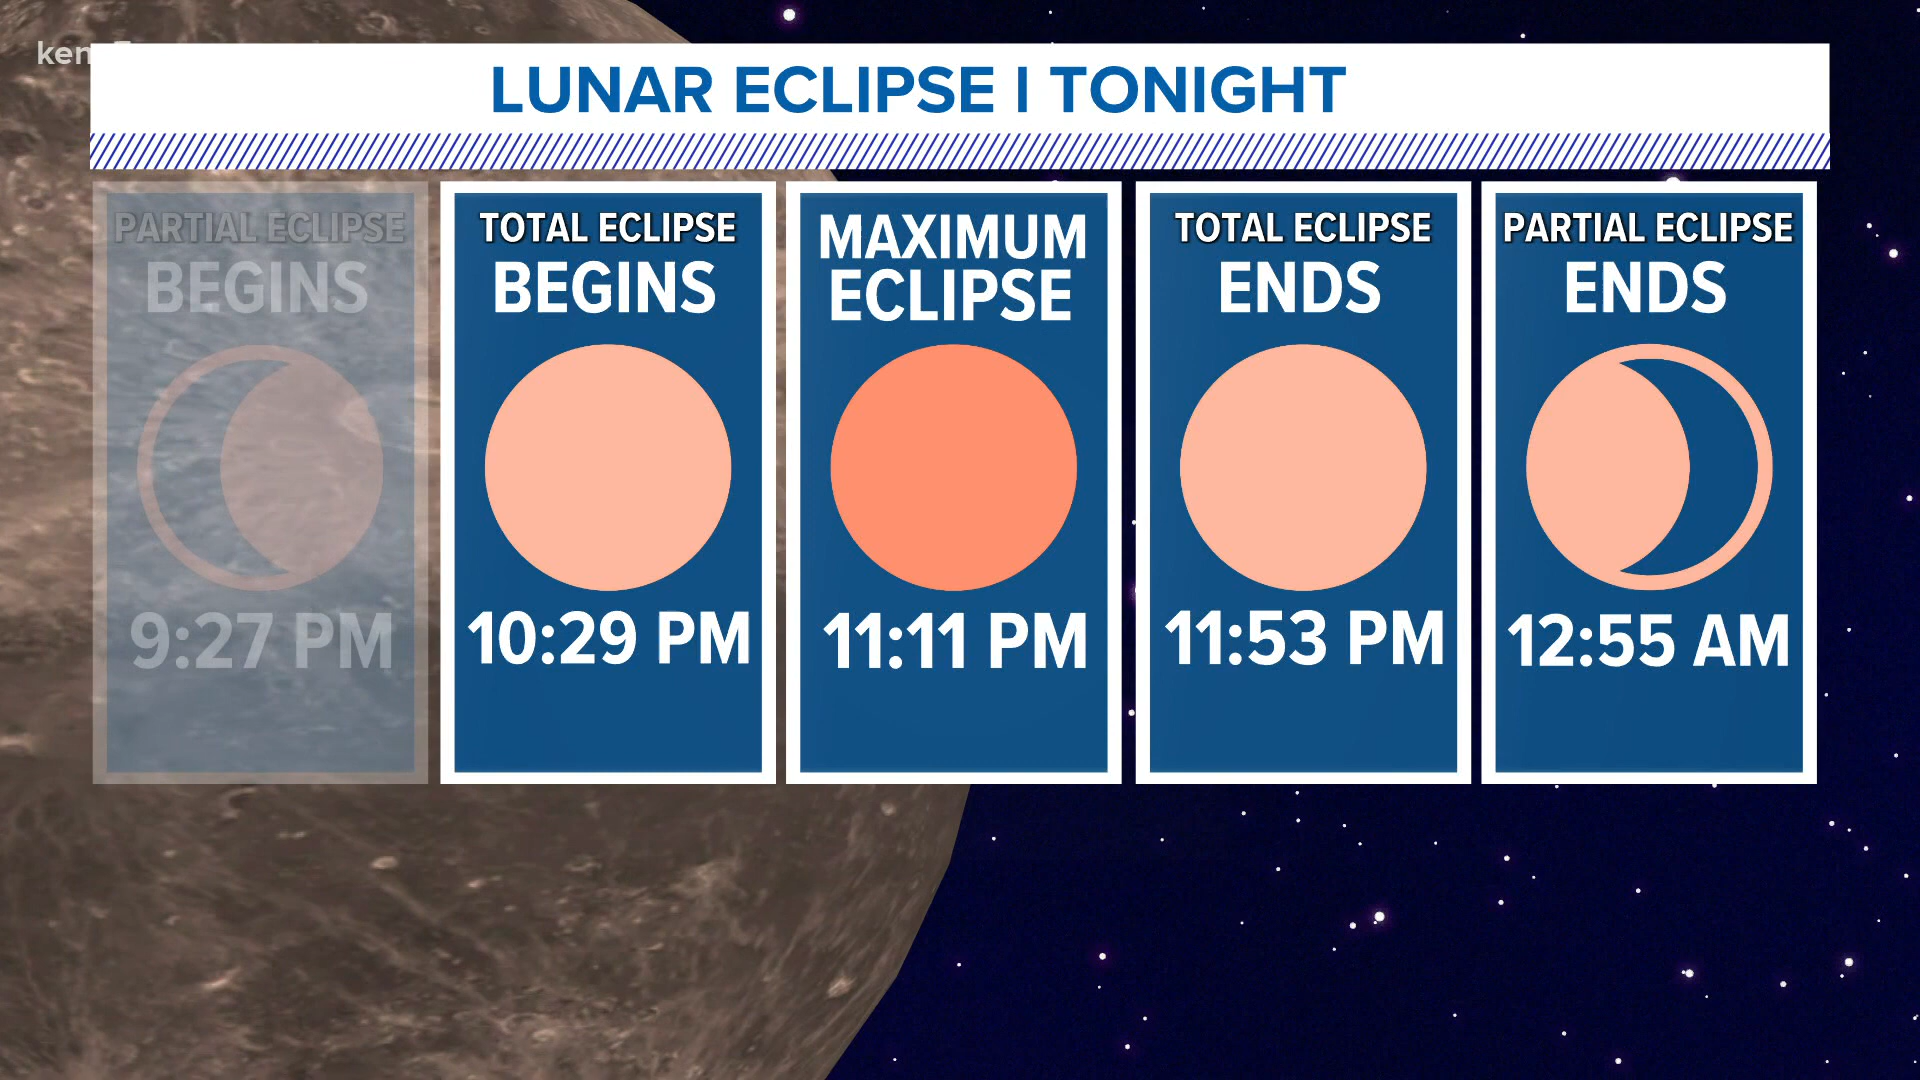 LUNAR ECLIPSE | TONIGHT
PARTIAL ECLIPSE
BEGINS
9:27 PM
TOTAL ECLIPSE
BEGINS
10:29 PM
MAXIMUM
ECLIPSE
11:11 PM
TOTAL ECLIPSE
ENDS
11:53 PM
PARTIAL ECLIPSE
ENDS
12:55 AM